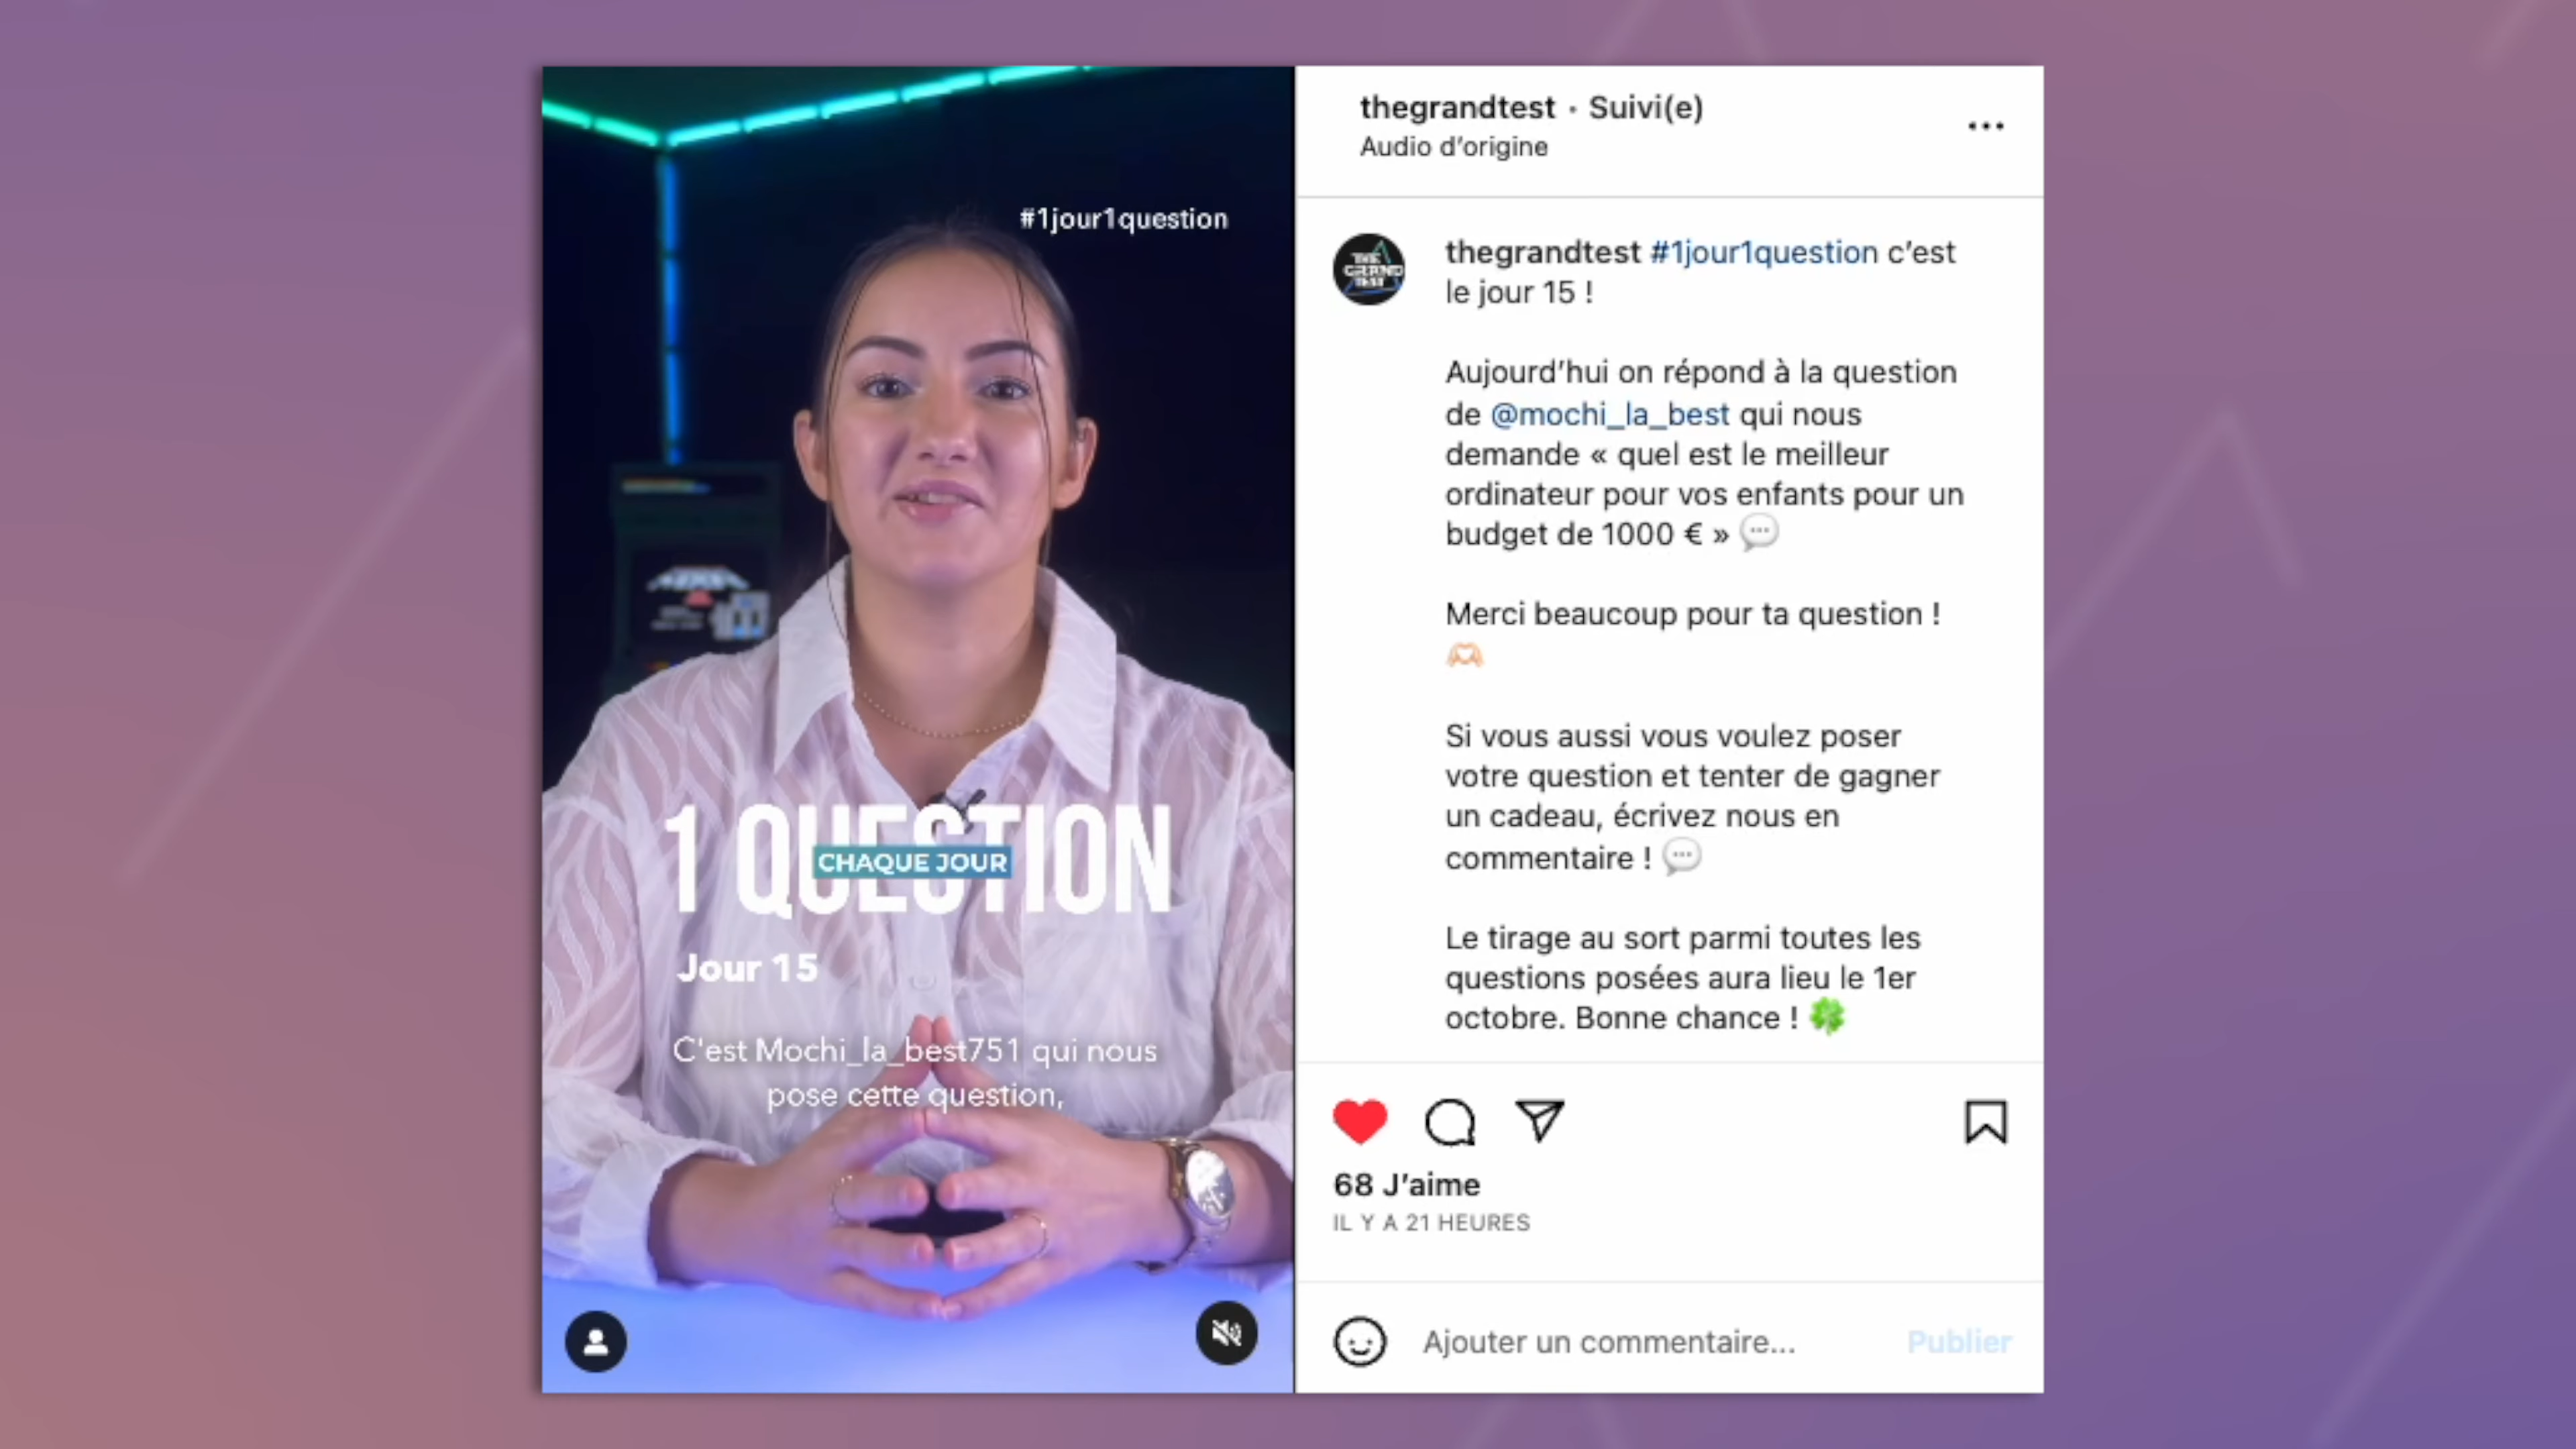 #1jour1question
1 QUESTION
CHAQUE JOUR
Jour 15
C'est Mochi_la_best751 qui nous
pose cette question,
thegrandtest • Suivi(e)
Audio d'origine
THE
GRAND
TEST
thegrandtest #1jour1question c'est
le jour 15 !
Aujourd'hui on répond à la question
de @mochi_la_best qui nous
demande « quel est le meilleur
ordinateur pour vos enfants pour un
budget de 1000 € » 💬
Merci beaucoup pour ta question !
🫶🏻
Si vous aussi vous voulez poser
votre question et tenter de gagner
un cadeau, écrivez nous en
commentaire ! 💬
Le tirage au sort parmi toutes les
questions posées aura lieu le 1er
octobre. Bonne chance ! 🍀
68 J'aime
IL Y A 21 HEURES
Ajouter un commentaire...
Publier